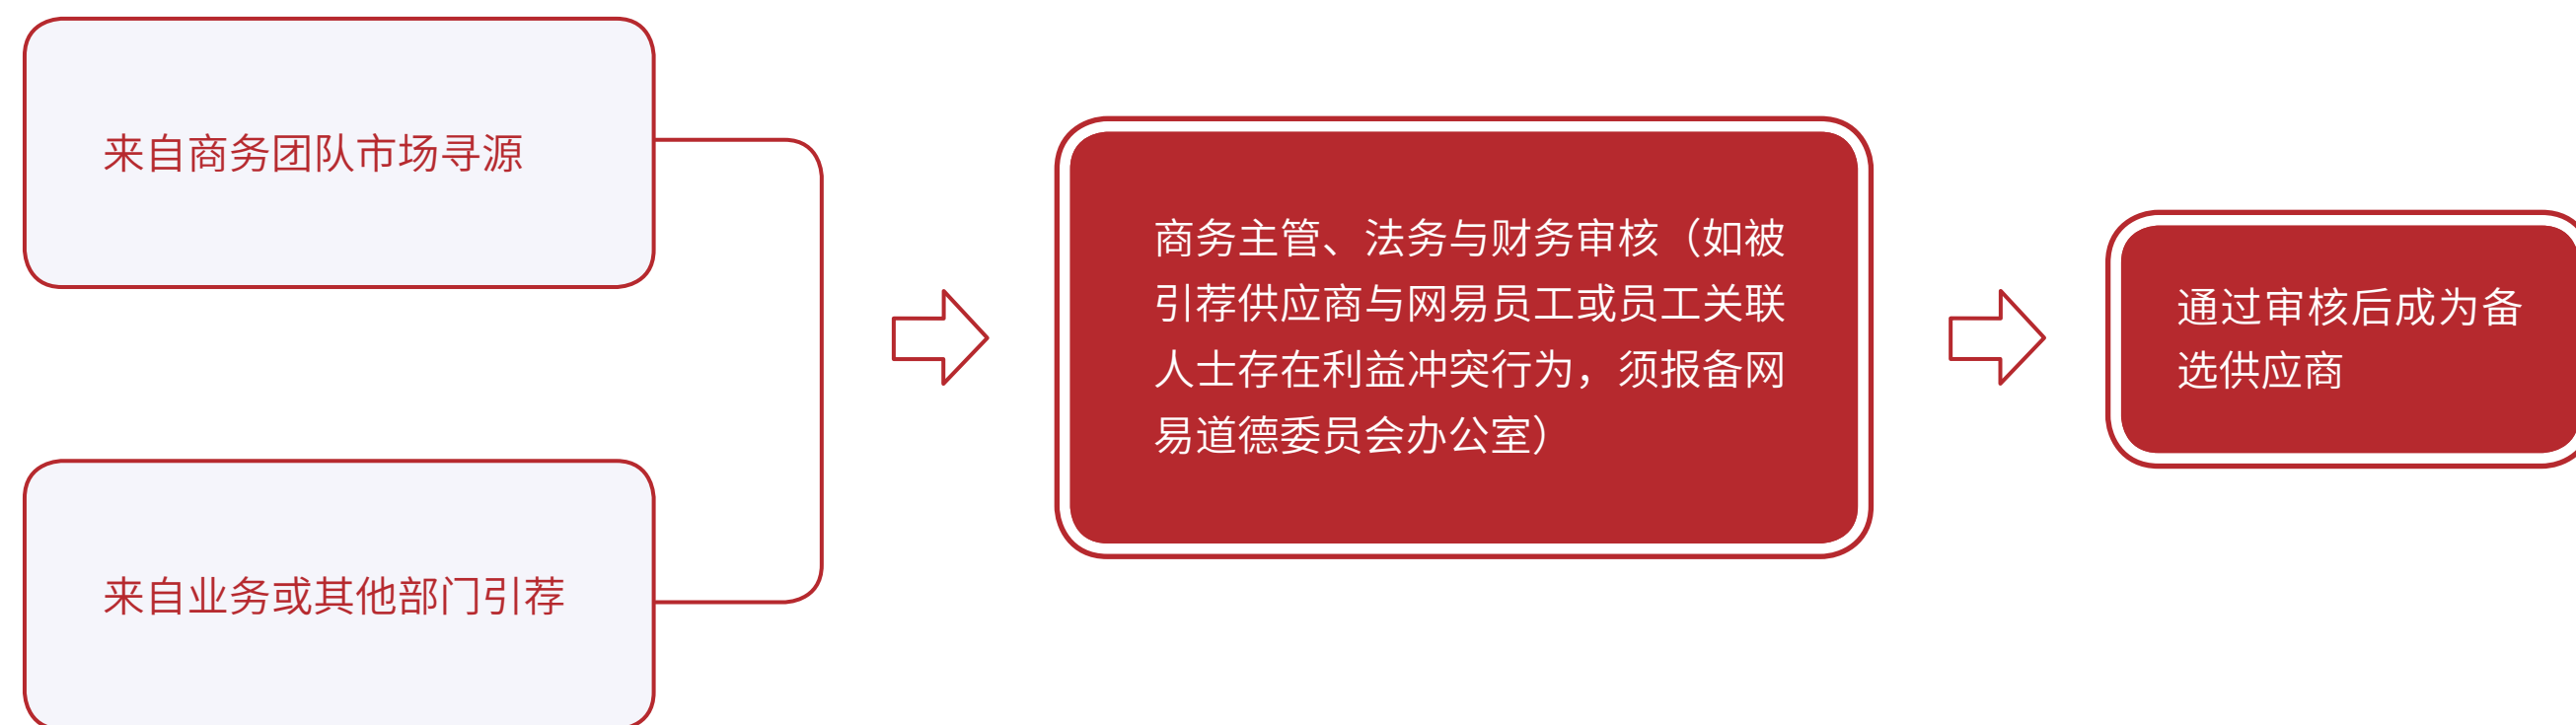 来自商务团队市场寻源
来自业务或其他部门引荐
商务主管、法务与财务审核（如被
引荐供应商与网易员工或员工关联
人士存在利益冲突行为，须报备网
易道德委员会办公室）
通过审核后成为备
选供应商